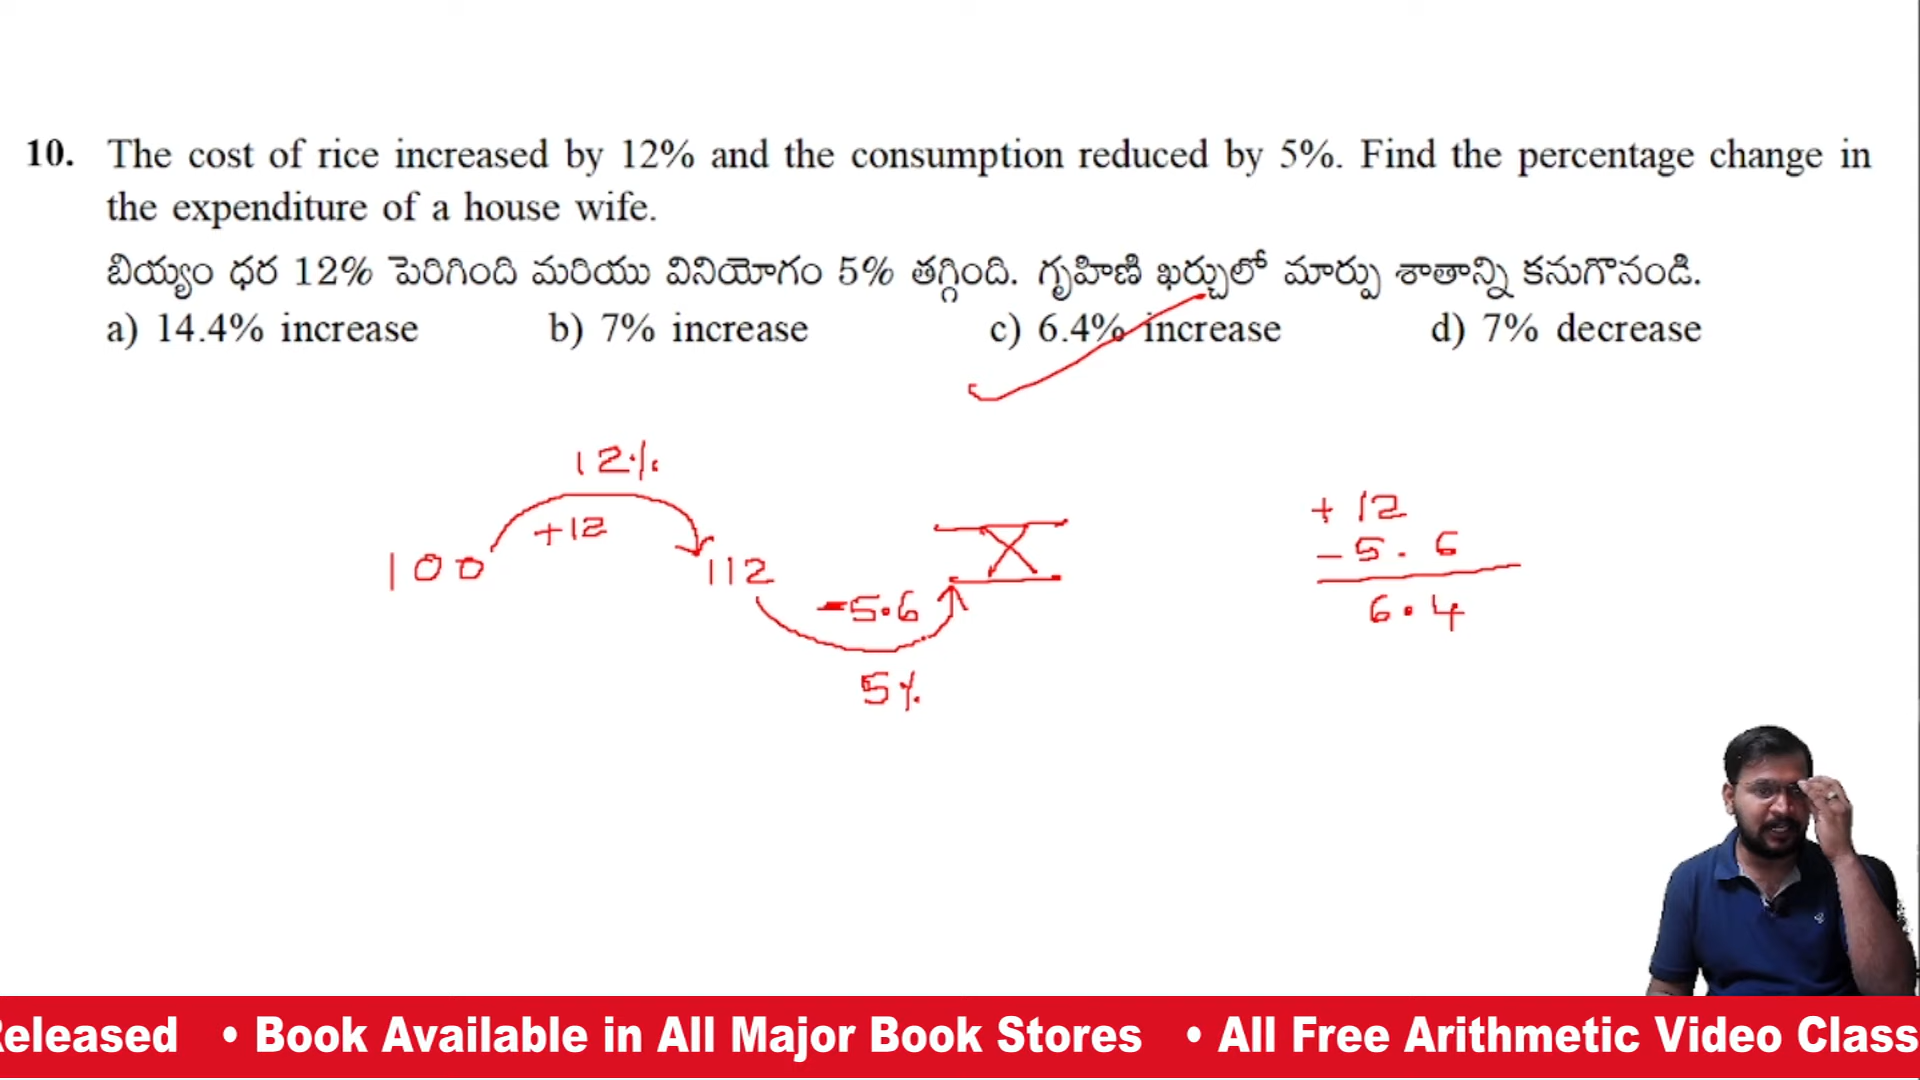 10. The cost of rice increased by 12% and the consumption reduced by 5%. Find the percentage change in
the expenditure of a house wife.
బియ్యం ధర 12% పెరిగింది మరియు వినియోగం 5% తగ్గింది. గృహిణి ఖర్చులో మార్పు శాతాన్ని కనుగొనండి.
a) 14.4% increase b) 7% increase c) 6.4% increase d) 7% decrease
12%
+12
100
112
-5.6
5%
+ 12
- 5.6
6.4
Released • Book Available in All Major Book Stores • All Free Arithmetic Video Class